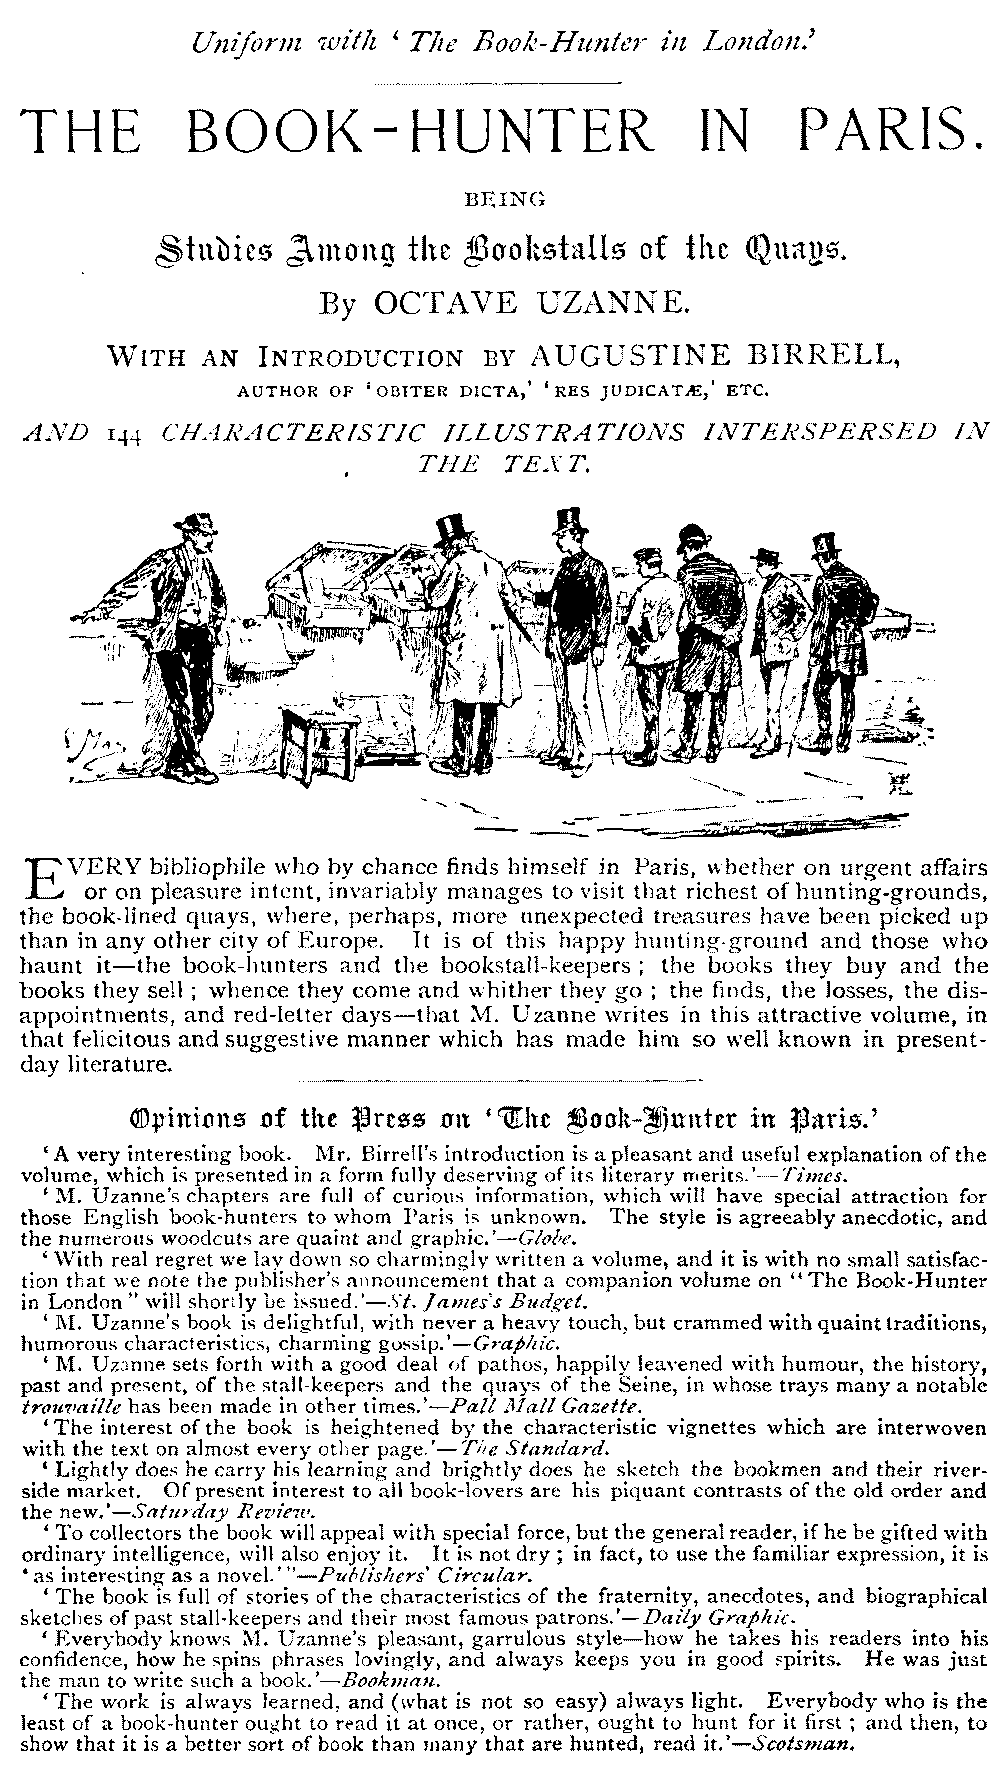 Uniform with ‘ The Book-Hunter in London.’
THE BOOK-HUNTER IN PARIS.
BEING
Studies Among the Bookstalls of the Quays.
By OCTAVE UZANNE.
WITH AN INTRODUCTION BY AUGUSTINE BIRRELL,
AUTHOR OF ‘OBITER DICTA,’ ‘RES JUDICATÆ,’ ETC.
AND 144 CHARACTERISTIC ILLUSTRATIONS INTERSPERSED IN
THE TEXT.
EVERY bibliophile who by chance finds himself in Paris, whether on urgent affairs
or on pleasure intent, invariably manages to visit that richest of hunting-grounds,
the book-lined quays, where, perhaps, more unexpected treasures have been picked up
than in any other city of Europe. It is of this happy hunting-ground and those who
haunt it—the book-hunters and the bookstall-keepers ; the books they buy and the
books they sell ; whence they come and whither they go ; the finds, the losses, the dis-
appointments, and red-letter days—that M. Uzanne writes in this attractive volume, in
that felicitous and suggestive manner which has made him so well known in present-
day literature.
Opinions of the Press on ‘The Book-Hunter in Paris.’
‘A very interesting book. Mr. Birrell’s introduction is a pleasant and useful explanation of the
volume, which is presented in a form fully deserving of its literary merits.’—Times.
‘M. Uzanne’s chapters are full of curious information, which will have special attraction for
those English book-hunters to whom Paris is unknown. The style is agreeably anecdotic, and
the numerous woodcuts are quaint and graphic.’—Globe.
‘With real regret we lay down so charmingly written a volume, and it is with no small satisfac-
tion that we note the publisher’s announcement that a companion volume on “The Book-Hunter
in London” will shortly be issued.’—St. James’s Budget.
‘M. Uzanne’s book is delightful, with never a heavy touch, but crammed with quaint traditions,
humorous characteristics, charming gossip.’—Graphic.
‘M. Uzanne sets forth with a good deal of pathos, happily leavened with humour, the history,
past and present, of the stall-keepers and the quays of the Seine, in whose trays many a notable
trouvaille has been made in other times.’—Pall Mall Gazette.
‘The interest of the book is heightened by the characteristic vignettes which are interwoven
with the text on almost every other page.’—The Standard.
‘Lightly does he carry his learning and brightly does he sketch the bookmen and their river-
side market. Of present interest to all book-lovers are his piquant contrasts of the old order and
the new.’—Saturday Review.
‘To collectors the book will appeal with special force, but the general reader, if he be gifted with
ordinary intelligence, will also enjoy it. It is not dry ; in fact, to use the familiar expression, it is
‘as interesting as a novel.’”—Publishers’ Circular.
‘The book is full of stories of the characteristics of the fraternity, anecdotes, and biographical
sketches of past stall-keepers and their most famous patrons.’—Daily Graphic.
‘Everybody knows M. Uzanne’s pleasant, garrulous style—how he takes his readers into his
confidence, how he spins phrases lovingly, and always keeps you in good spirits. He was just
the man to write such a book.’—Bookman.
‘The work is always learned, and (what is not so easy) always light. Everybody who is the
least of a book-hunter ought to read it at once, or rather, ought to hunt for it first ; and then, to
show that it is a better sort of book than many that are hunted, read it.’—Scotsman.